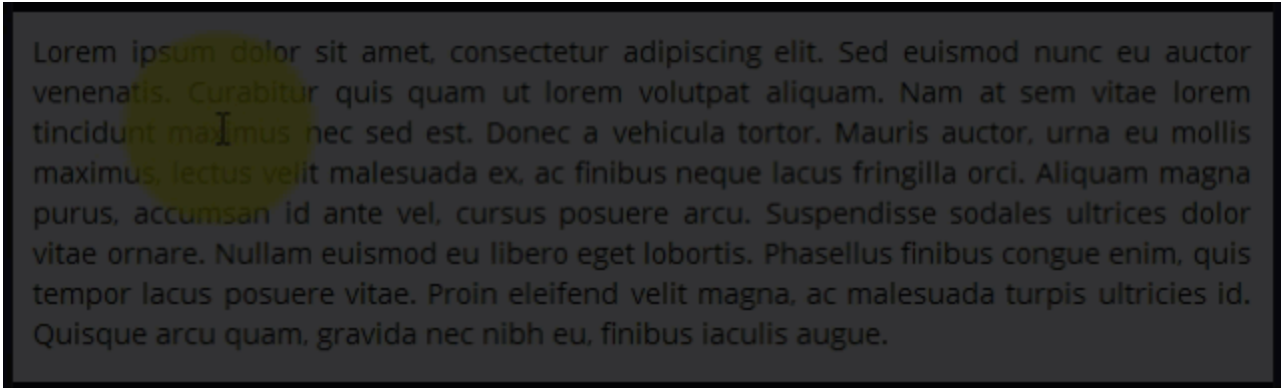 Lorem ipsum dolor sit amet, consectetur adipiscing elit. Sed euismod nunc eu auctor
venenatis. Curabitur quis quam ut lorem volutpat aliquam. Nam at sem vitae lorem
tincidunt maximus nec sed est. Donec a vehicula tortor. Mauris auctor, urna eu mollis
maximus, lectus velit malesuada ex, ac finibus neque lacus fringilla orci. Aliquam magna
purus, accumsan id ante vel, cursus posuere arcu. Suspendisse sodales ultrices dolor
vitae ornare. Nullam euismod eu libero eget lobortis. Phasellus finibus congue enim, quis
tempor lacus posuere vitae. Proin eleifend velit magna, ac malesuada turpis ultricies id.
Quisque arcu quam, gravida nec nibh eu, finibus iaculis augue.